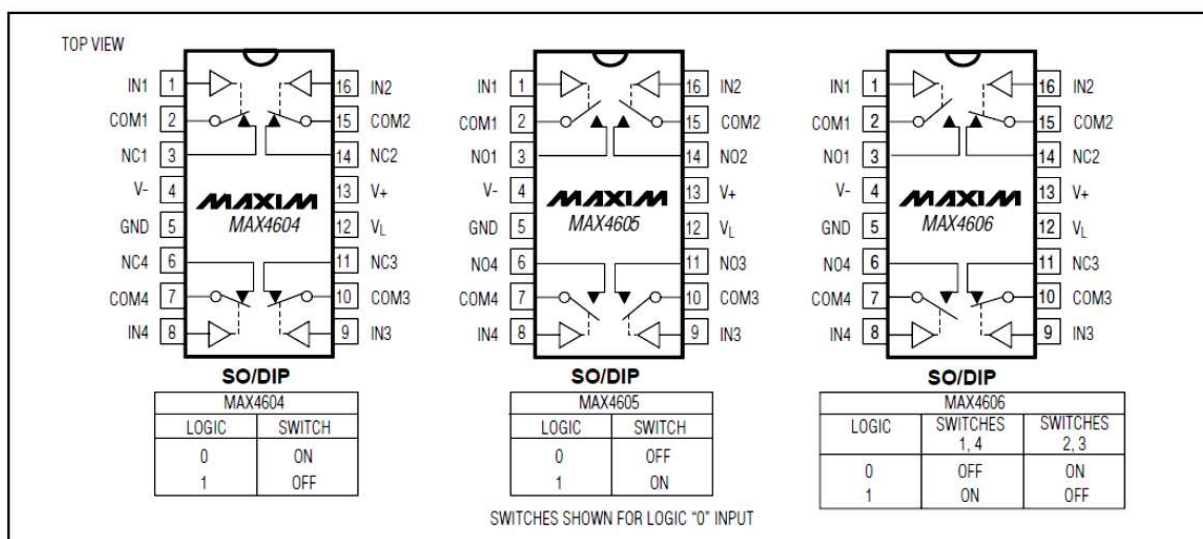 TOP VIEW
IN1 1 16 IN2
COM1 2 15 COM2
NC1 3 14 NC2
V- 4 13 V+
GND 5 12 VL
NC4 6 11 NC3
COM4 7 10 COM3
IN4 8 9 IN3
MAXIM
MAX4604
SO/DIP
MAX4604
LOGIC SWITCH
0 ON
1 OFF
IN1 1 16 IN2
COM1 2 15 COM2
NO1 3 14 NO2
V- 4 13 V+
GND 5 12 VL
NO4 6 11 NO3
COM4 7 10 COM3
IN4 8 9 IN3
MAXIM
MAX4605
SO/DIP
MAX4605
LOGIC SWITCH
0 OFF
1 ON
IN1 1 16 IN2
COM1 2 15 COM2
NO1 3 14 NC2
V- 4 13 V+
GND 5 12 VL
NO4 6 11 NC3
COM4 7 10 COM3
IN4 8 9 IN3
MAXIM
MAX4606
SO/DIP
MAX4606
LOGIC SWITCHES 1, 4 SWITCHES 2, 3
0 OFF ON
1 ON OFF
SWITCHES SHOWN FOR LOGIC "0" INPUT